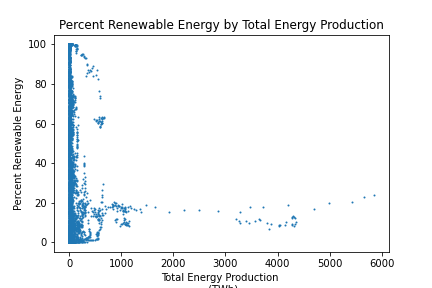 Percent Renewable Energy by Total Energy Production
100
80
60
40
20
0
Percent Renewable Energy
0 1000 2000 3000 4000 5000 6000
Total Energy Production
(TWh)